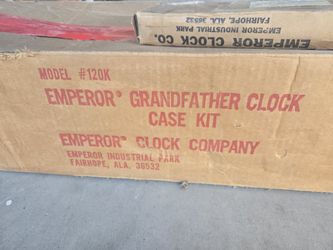 EMPEROR CLOCK CO.
EMPEROR INDUSTRIAL PARK
FAIRHOPE, ALA. 36532
MODEL #120K
EMPEROR® GRANDFATHER CLOCK
CASE KIT
EMPEROR® CLOCK COMPANY
EMPEROR INDUSTRIAL PARK
FAIRHOPE, ALA. 36532